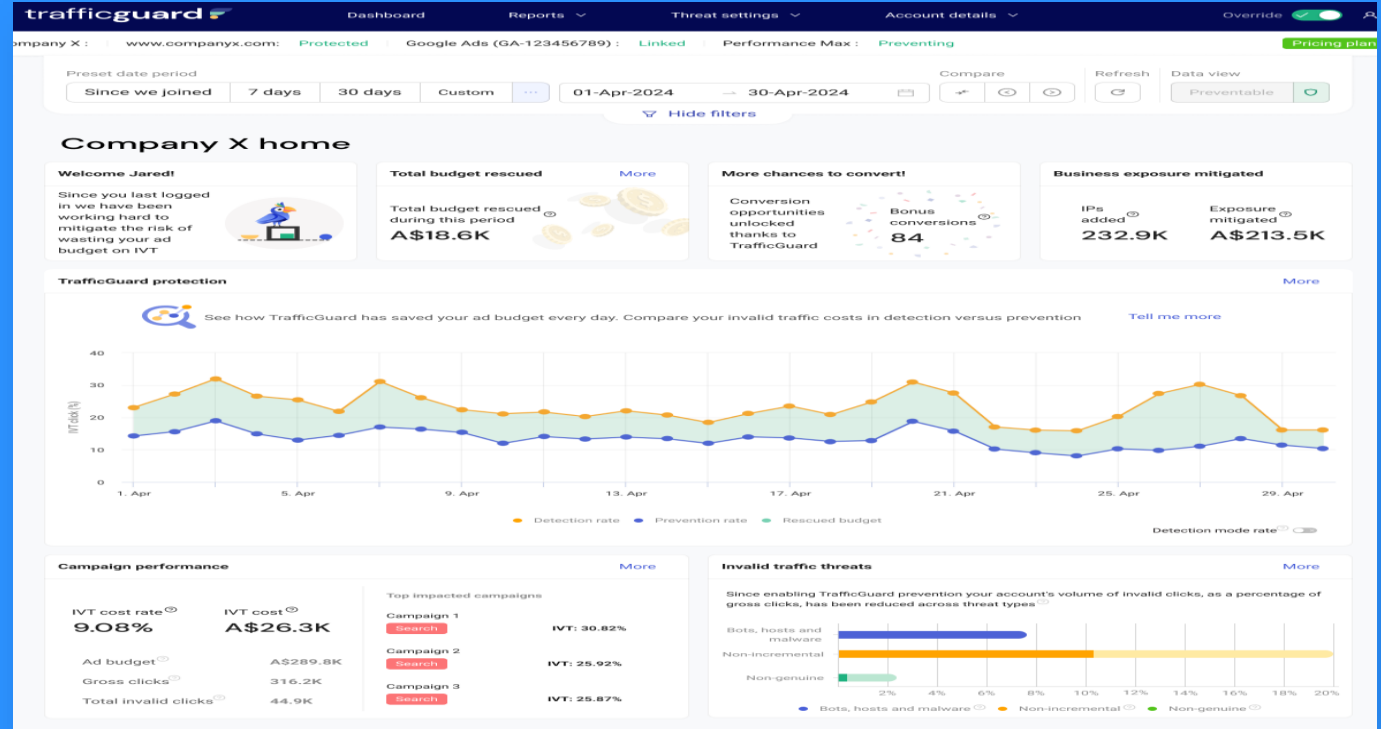 trafficguard
Dashboard Reports Threat settings Account details Override
ompany X : www.companyx.com: Protected Google Ads (GA-123456789) : Linked Performance Max : Preventing Pricing plan
Preset date period Compare Refresh Data view
Since we joined 7 days 30 days Custom ... 01-Apr-2024 → 30-Apr-2024 Preventable
Hide filters
Company X home
Welcome Jared!
Since you last logged
in we have been
working hard to
mitigate the risk of
wasting your ad
budget on IVT
Total budget rescued More
Total budget rescued
during this period
A$18.6K
More chances to convert!
Conversion
opportunities
unlocked
thanks to
TrafficGuard
Bonus
conversions
84
Business exposure mitigated
IPs
added
232.9K
Exposure
mitigated
A$213.5K
TrafficGuard protection More
See how TrafficGuard has saved your ad budget every day. Compare your invalid traffic costs in detection versus prevention Tell me more
IVT click (%)
40
30
20
10
0
1. Apr 5. Apr 9. Apr 13. Apr 17. Apr 21. Apr 25. Apr 29. Apr
Detection rate Prevention rate Rescued budget
Detection mode rate
Campaign performance More
IVT cost rate IVT cost
9.08% A$26.3K
Ad budget A$289.8K
Gross clicks 316.2K
Total invalid clicks 44.9K
Top impacted campaigns
Campaign 1
Search IVT: 30.82%
Campaign 2
Search IVT: 25.92%
Campaign 3
Search IVT: 25.87%
Invalid traffic threats More
Since enabling TrafficGuard prevention your account's volume of invalid clicks, as a percentage of
gross clicks, has been reduced across threat types
Bots, hosts and
malware
Non-incremental
Non-genuine
2% 4% 6% 8% 10% 12% 14% 16% 18% 20%
Bots, hosts and malware Non-incremental Non-genuine